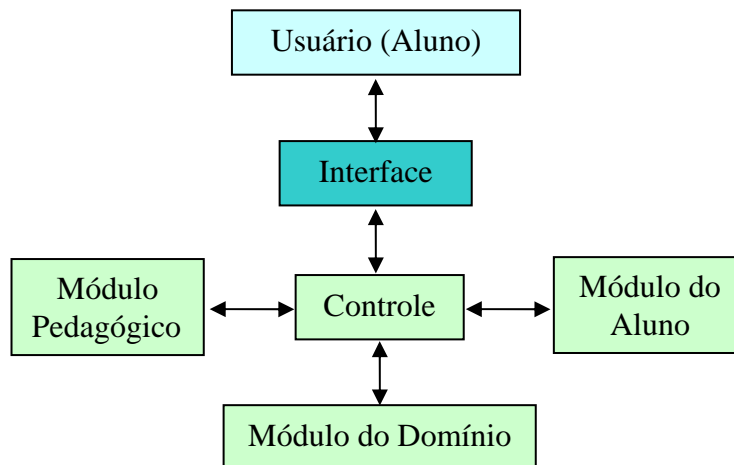 Usuário (Aluno)
Interface
Módulo
Pedagógico
Controle
Módulo do
Aluno
Módulo do Domínio